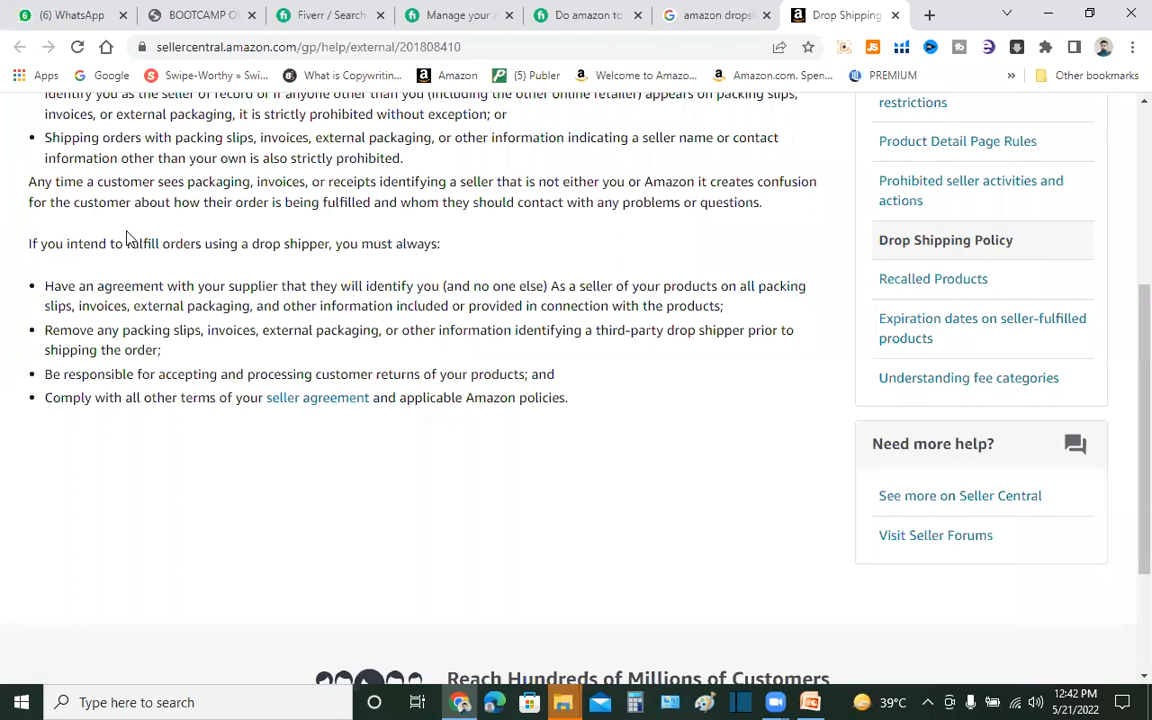 (6) WhatsApp
BOOTCAMP O
Fiverr / Search
Manage your
Do amazon to
amazon drops
Drop Shipping
sellercentral.amazon.com/gp/help/external/201808410
Apps
Google
Swipe-Worthy » Swi...
What is Copywritin...
Amazon
(5) Publer
Welcome to Amazo...
Amazon.com. Spen...
PREMIUM
»
Other bookmarks
identify you as the seller of record or if anyone other than you (including the other online retailer) appears on packing slips,
invoices, or external packaging, it is strictly prohibited without exception; or
• Shipping orders with packing slips, invoices, external packaging, or other information indicating a seller name or contact
information other than your own is also strictly prohibited.
Any time a customer sees packaging, invoices, or receipts identifying a seller that is not either you or Amazon it creates confusion
for the customer about how their order is being fulfilled and whom they should contact with any problems or questions.
If you intend to fulfill orders using a drop shipper, you must always:
• Have an agreement with your supplier that they will identify you (and no one else) As a seller of your products on all packing
slips, invoices, external packaging, and other information included or provided in connection with the products;
• Remove any packing slips, invoices, external packaging, or other information identifying a third-party drop shipper prior to
shipping the order;
• Be responsible for accepting and processing customer returns of your products; and
• Comply with all other terms of your seller agreement and applicable Amazon policies.
restrictions
Product Detail Page Rules
Prohibited seller activities and
actions
Drop Shipping Policy
Recalled Products
Expiration dates on seller-fulfilled
products
Understanding fee categories
Need more help?
See more on Seller Central
Visit Seller Forums
Reach Hundreds of Millions of Customers
Type here to search
39°C
12:42 PM
5/21/2022